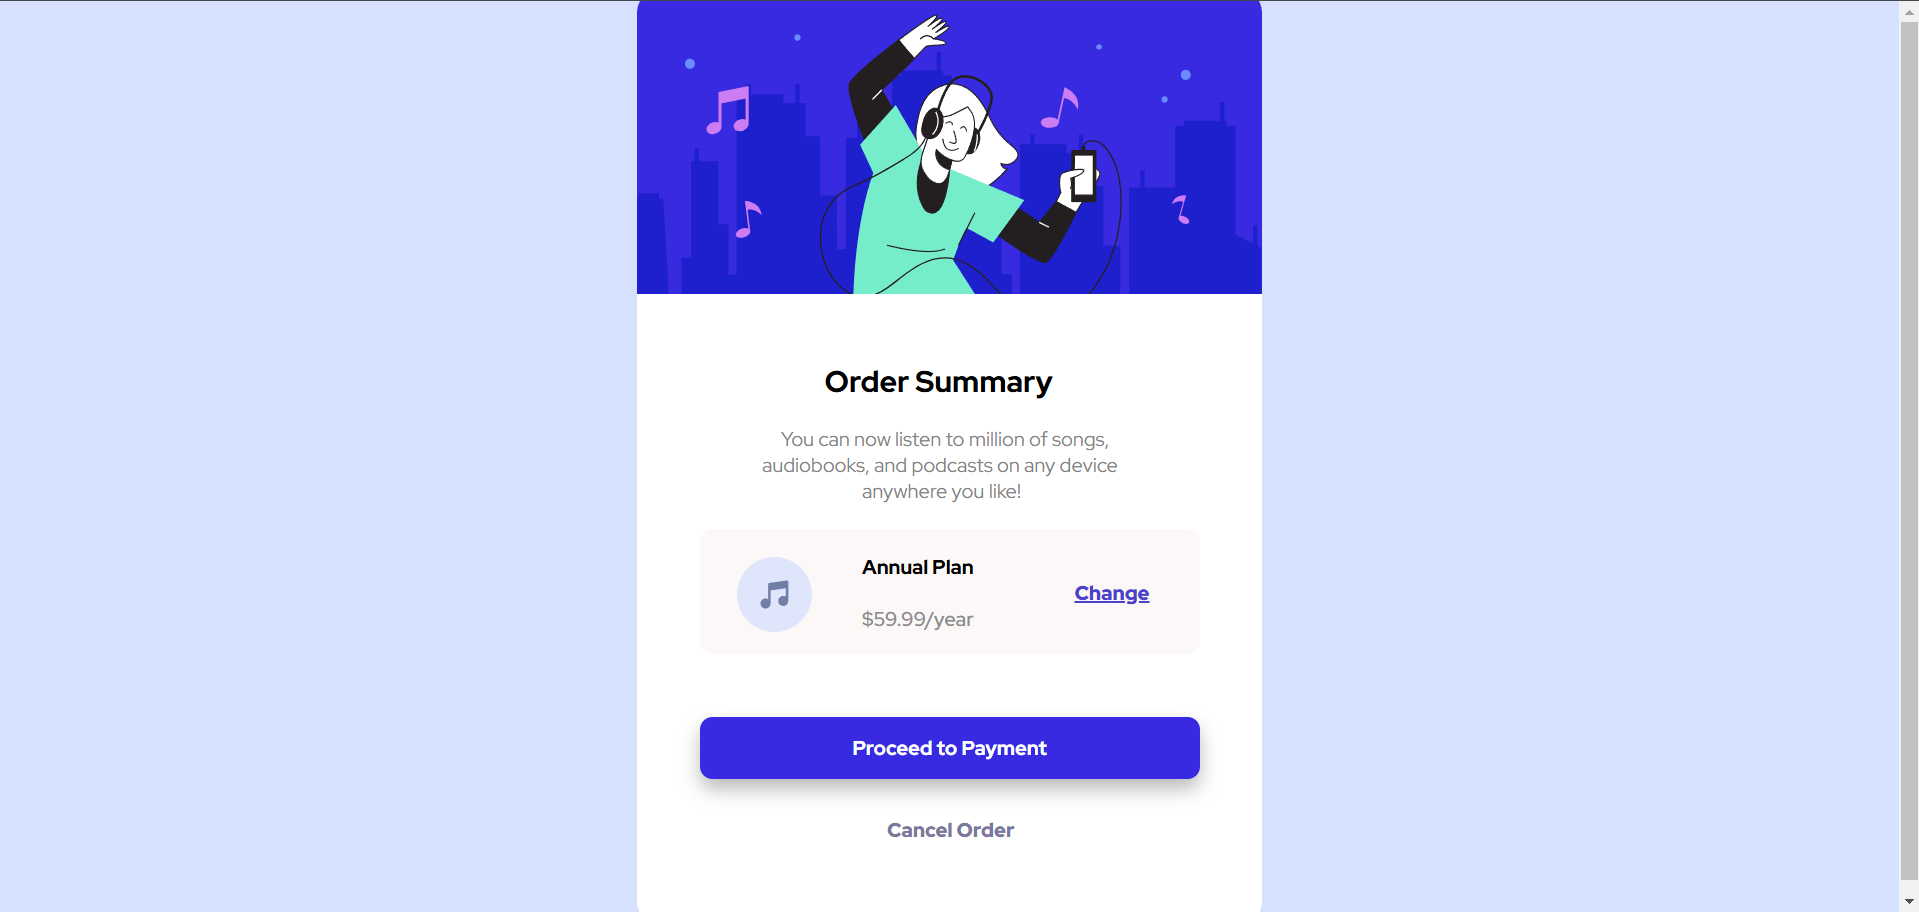 Order Summary
You can now listen to million of songs,
audiobooks, and podcasts on any device
anywhere you like!
Annual Plan
$59.99/year
Change
Proceed to Payment
Cancel Order